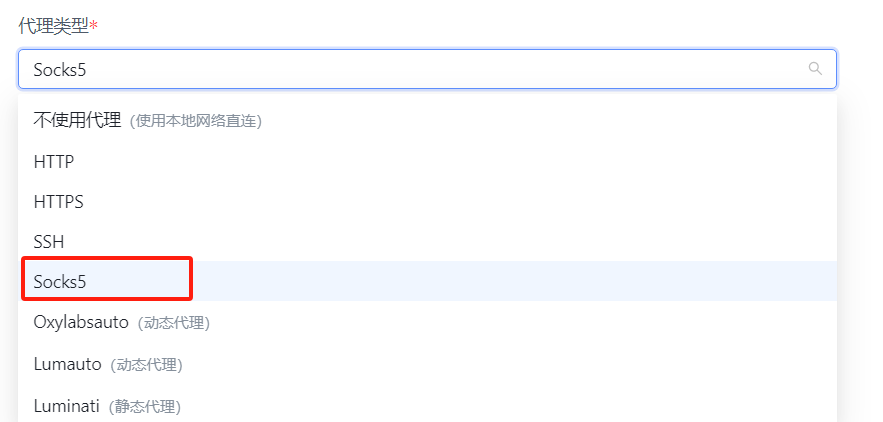 代理类型*
Socks5
不使用代理 (使用本地网络直连)
HTTP
HTTPS
SSH
Socks5
Oxylabsauto (动态代理)
Lumauto (动态代理)
Luminati (静态代理)